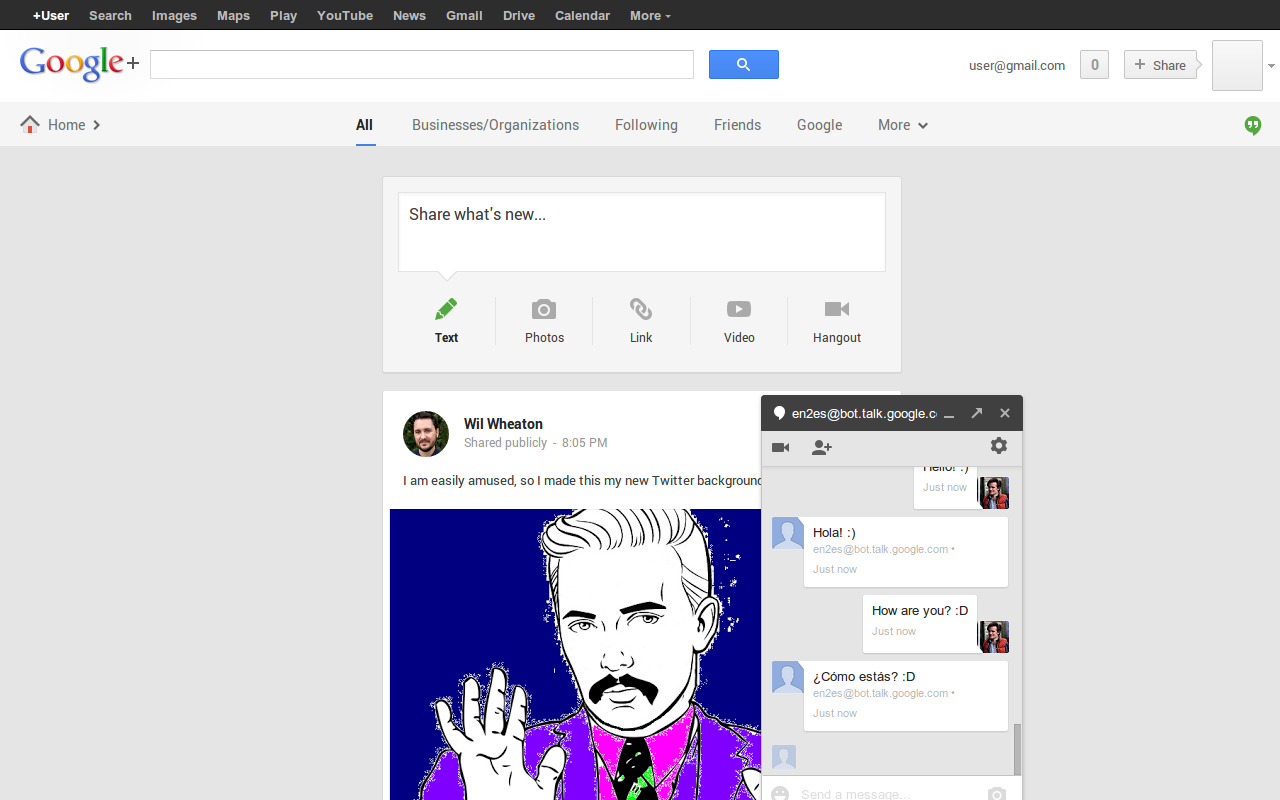 +User Search Images Maps Play YouTube News Gmail Drive Calendar More
Google+
user@gmail.com 0 + Share
Home All Businesses/Organizations Following Friends Google More
Share what's new...
Text Photos Link Video Hangout
Wil Wheaton
Shared publicly - 8:05 PM
I am easily amused, so I made this my new Twitter background
en2es@bot.talk.google.c
Hello! :)
Just now
Hola! :)
en2es@bot.talk.google.com •
Just now
How are you? :D
Just now
¿Cómo estás? :D
en2es@bot.talk.google.com •
Just now
Send a message...